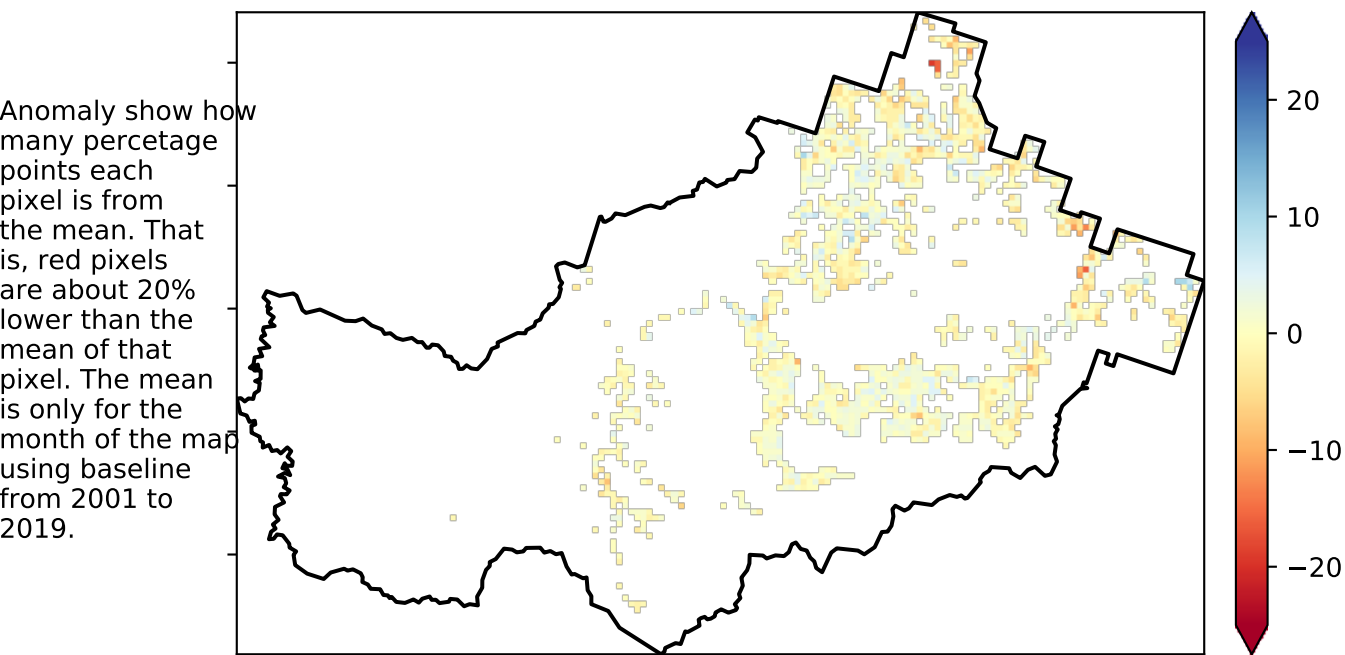 Anomaly show how
many percetage
points each
pixel is from
the mean. That
is, red pixels
are about 20%
lower than the
mean of that
pixel. The mean
is only for the
month of the map
using baseline
from 2001 to
2019.
20
10
0
−10
−20